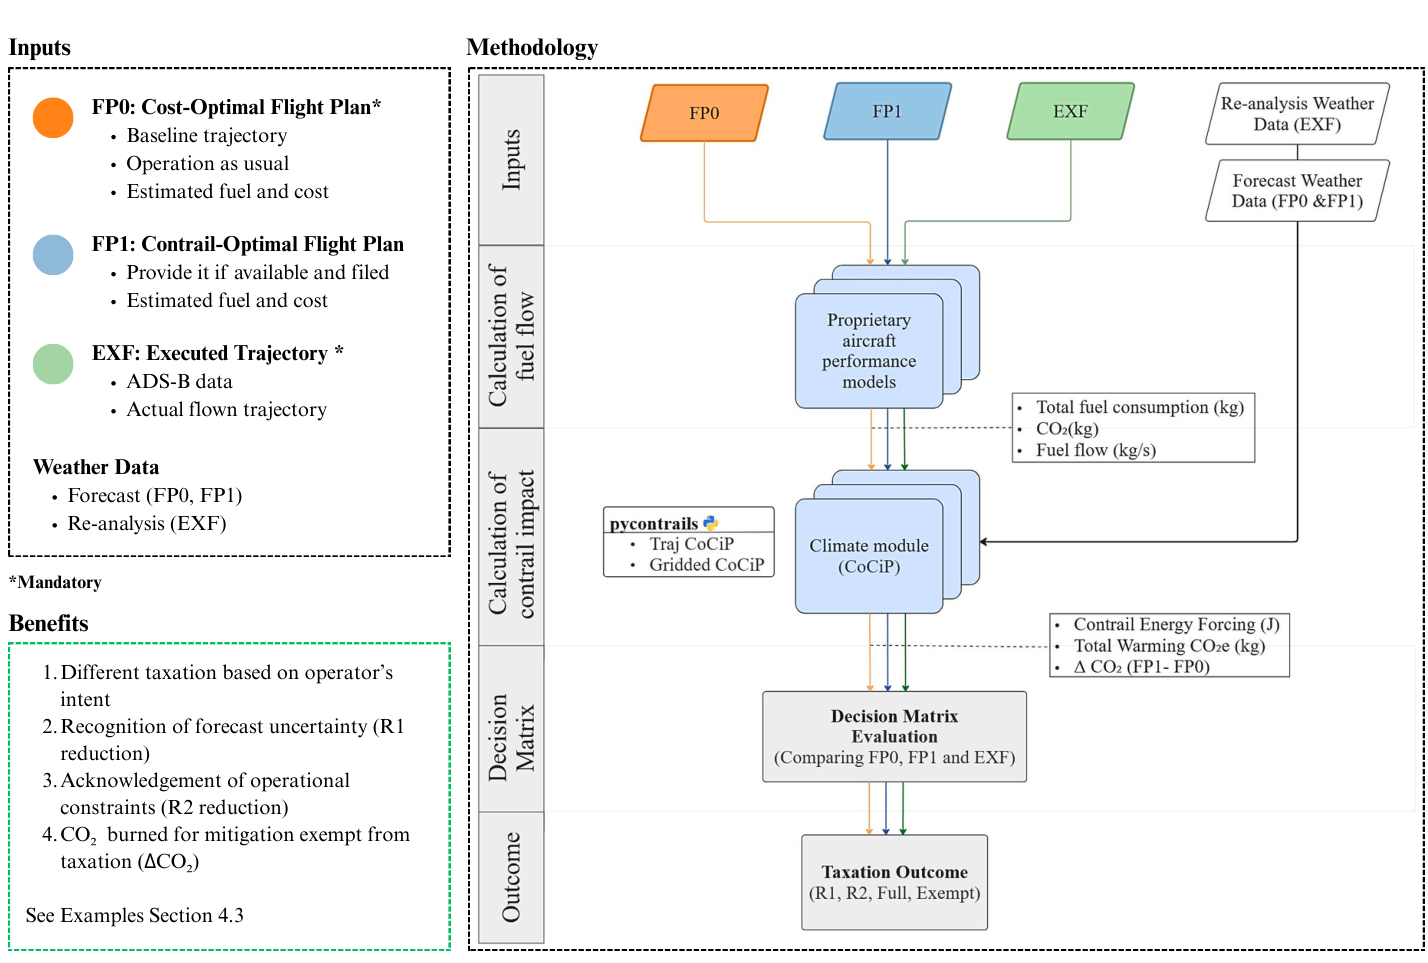 Inputs
FP0: Cost-Optimal Flight Plan*
• Baseline trajectory
• Operation as usual
• Estimated fuel and cost
FP1: Contrail-Optimal Flight Plan
• Provide it if available and filed
• Estimated fuel and cost
EXF: Executed Trajectory *
• ADS-B data
• Actual flown trajectory
Weather Data
• Forecast (FP0, FP1)
• Re-analysis (EXF)
*Mandatory
Benefits
1. Different taxation based on operator's
intent
2. Recognition of forecast uncertainty (R1
reduction)
3. Acknowledgement of operational
constraints (R2 reduction)
4. CO₂ burned for mitigation exempt from
taxation (ΔCO₂)
See Examples Section 4.3
Methodology
Inputs
FP0
FP1
EXF
Re-analysis Weather
Data (EXF)
Forecast Weather
Data (FP0 &FP1)
Calculation of
fuel flow
Proprietary
aircraft
performance
models
• Total fuel consumption (kg)
• CO₂(kg)
• Fuel flow (kg/s)
Calculation of
contrail impact
pycontrails
• Traj CoCiP
• Gridded CoCiP
Climate module
(CoCiP)
• Contrail Energy Forcing (J)
• Total Warming CO₂e (kg)
• Δ CO₂ (FP1- FP0)
Decision
Matrix
Decision Matrix
Evaluation
(Comparing FP0, FP1 and EXF)
Outcome
Taxation Outcome
(R1, R2, Full, Exempt)